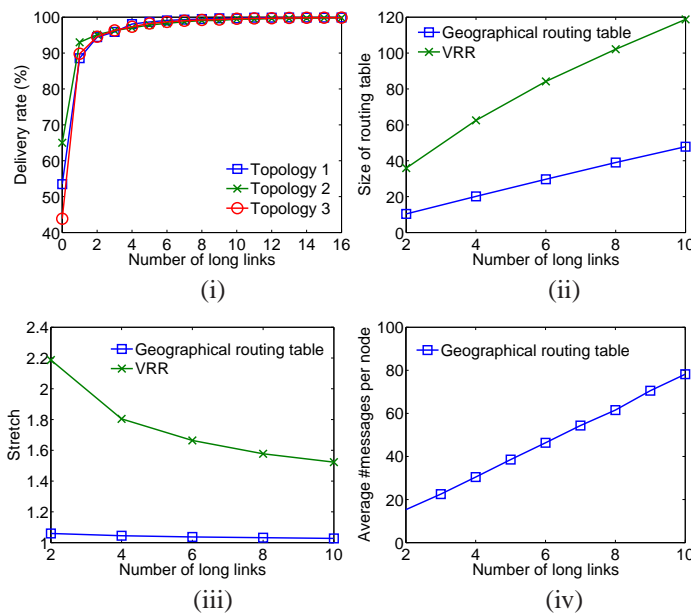 100
90
80
70
60
50
40
0
2
4
6
8
10
12
14
16
Delivery rate (%)
Number of long links
Topology 1
Topology 2
Topology 3
(i)
120
100
80
60
40
20
0
2
4
6
8
10
Size of routing table
Number of long links
Geographical routing table
VRR
(ii)
2.4
2.2
2
1.8
1.6
1.4
1.2
1
2
4
6
8
10
Stretch
Number of long links
Geographical routing table
VRR
(iii)
100
80
60
40
20
0
2
4
6
8
10
Average #messages per node
Number of long links
Geographical routing table
(iv)